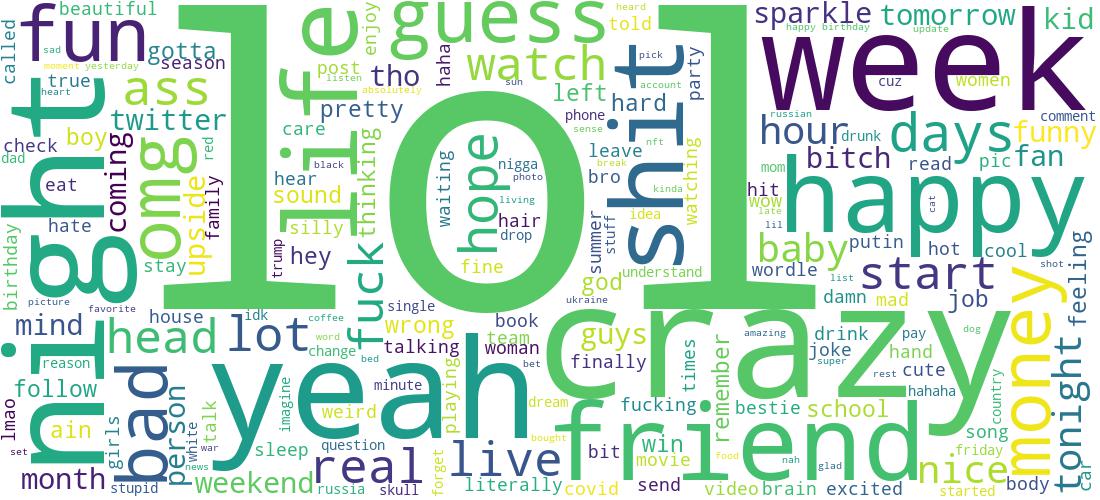 lol
week
crazy
happy
yeah
night
friend
life
shit
guess
fun
money
real
live
bad
start
days
head
lot
omg
ass
watch
hope
fuck
tonight
nice
baby
hour
bitch
tomorrow
sparkle
kid
funny
fan
pic
read
drunk
comment
women
cuz
happy birthday
update
russian
beautiful
called
sad
moment
yesterday
gotta
season
true
heart
twitter
boy
check
dad
eat
hate
coming
red
upside
family
stay
birthday
picture
favorite
mind
house
idk
coffee
word
change
reason
follow
ain
lmao
set
girls
month
stupid
person
white
talk
war
news
weekend
sleep
imagine
weird
minute
question
russia
skull
forget
literally
playing
talking
wrong
single
bed
team
book
woman
bet
dream
bought
covid
send
movie
win
bit
fucking
finally
guys
times
remember
bestie
school
video
brain
nah
glad
food
excited
started
friday
song
body
car
country
dog
feeling
shot
cool
job
hot
putin
wordle
list
damn
mad
cat
late
lil
wow
mom
hit
god
understand
ukraine
summer
stuff
idea
kinda
watching
break
nft
bro
leave
sense
phone
left
hard
account
pick
told
heard
party
haha
tho
pretty
post
listen
absolutely
enjoy
care
black
hear
sound
silly
thinking
trump
hey
waiting
nigga
photo
living
hair
drop
fine
sun
amazing
drink
joke
super
pay
hand
rest
cute
hahaha